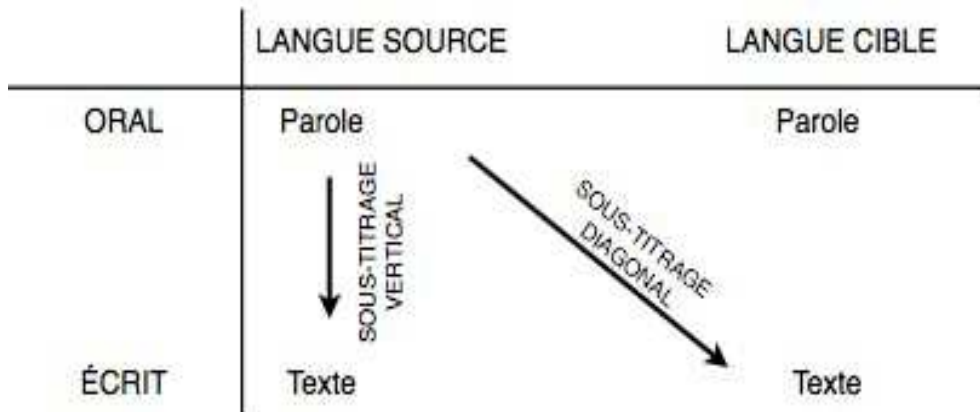 LANGUE SOURCE LANGUE CIBLE
ORAL Parole Parole
SOUS-TITRAGE
VERTICAL
SOUS-TITRAGE
DIAGONAL
ÉCRIT Texte Texte